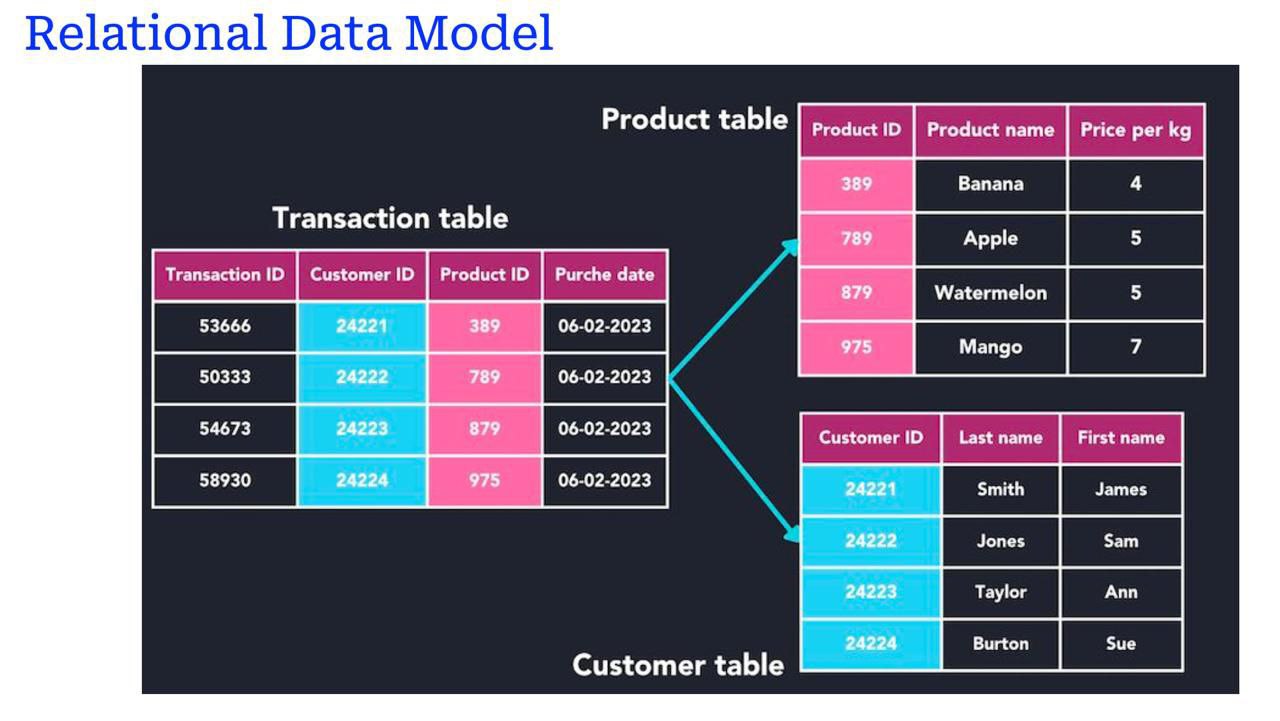 Relational Data Model
Product table
Product ID Product name Price per kg
389 Banana 4
789 Apple 5
879 Watermelon 5
975 Mango 7
Transaction table
Transaction ID Customer ID Product ID Purche date
53666 24221 389 06-02-2023
50333 24222 789 06-02-2023
54673 24223 879 06-02-2023
58930 24224 975 06-02-2023
Customer ID Last name First name
24221 Smith James
24222 Jones Sam
24223 Taylor Ann
24224 Burton Sue
Customer table